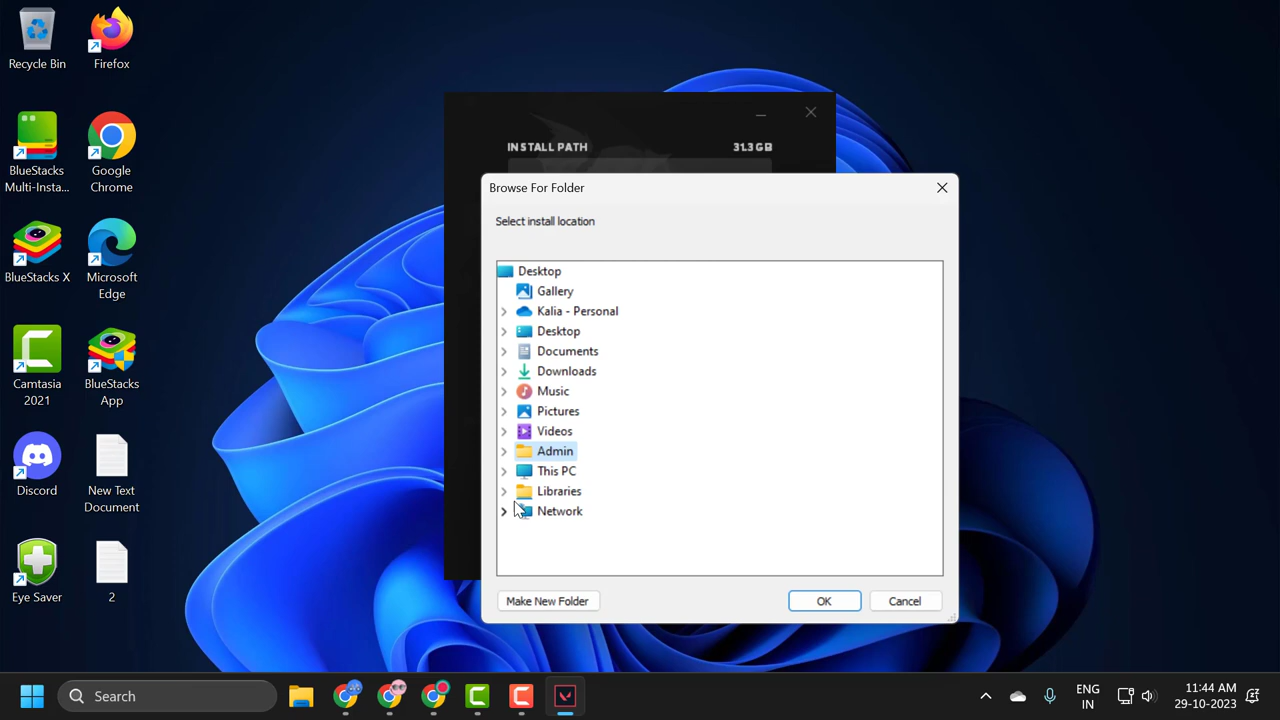 Recycle Bin
Firefox
BlueStacks
Multi-Insta...
Google
Chrome
BlueStacks X
Microsoft
Edge
Camtasia
2021
BlueStacks
App
Discord
New Text
Document
Eye Saver
2
INSTALL PATH 31.3 GB
Browse For Folder
Select install location
Desktop
Gallery
Kalia - Personal
Desktop
Documents
Downloads
Music
Pictures
Videos
Admin
This PC
Libraries
Network
Make New Folder OK Cancel
Search
ENG
IN
11:44 AM
29-10-2023